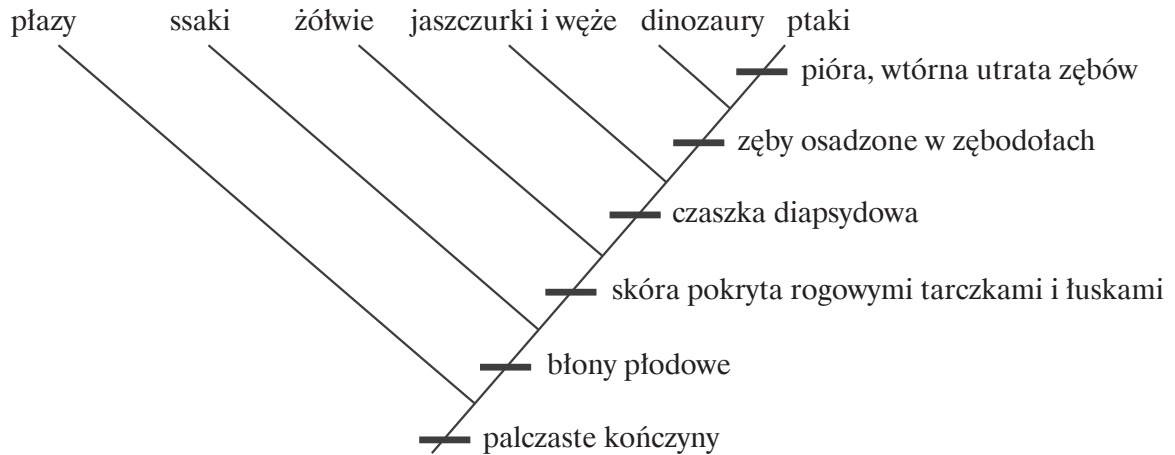 płazy ssaki żółwie jaszczurki i węże dinozaury ptaki
pióra, wtórna utrata zębów
zęby osadzone w zębodołach
czaszka diapsydowa
skóra pokryta rogowymi tarczkami i łuskami
błony płodowe
palczaste kończyny